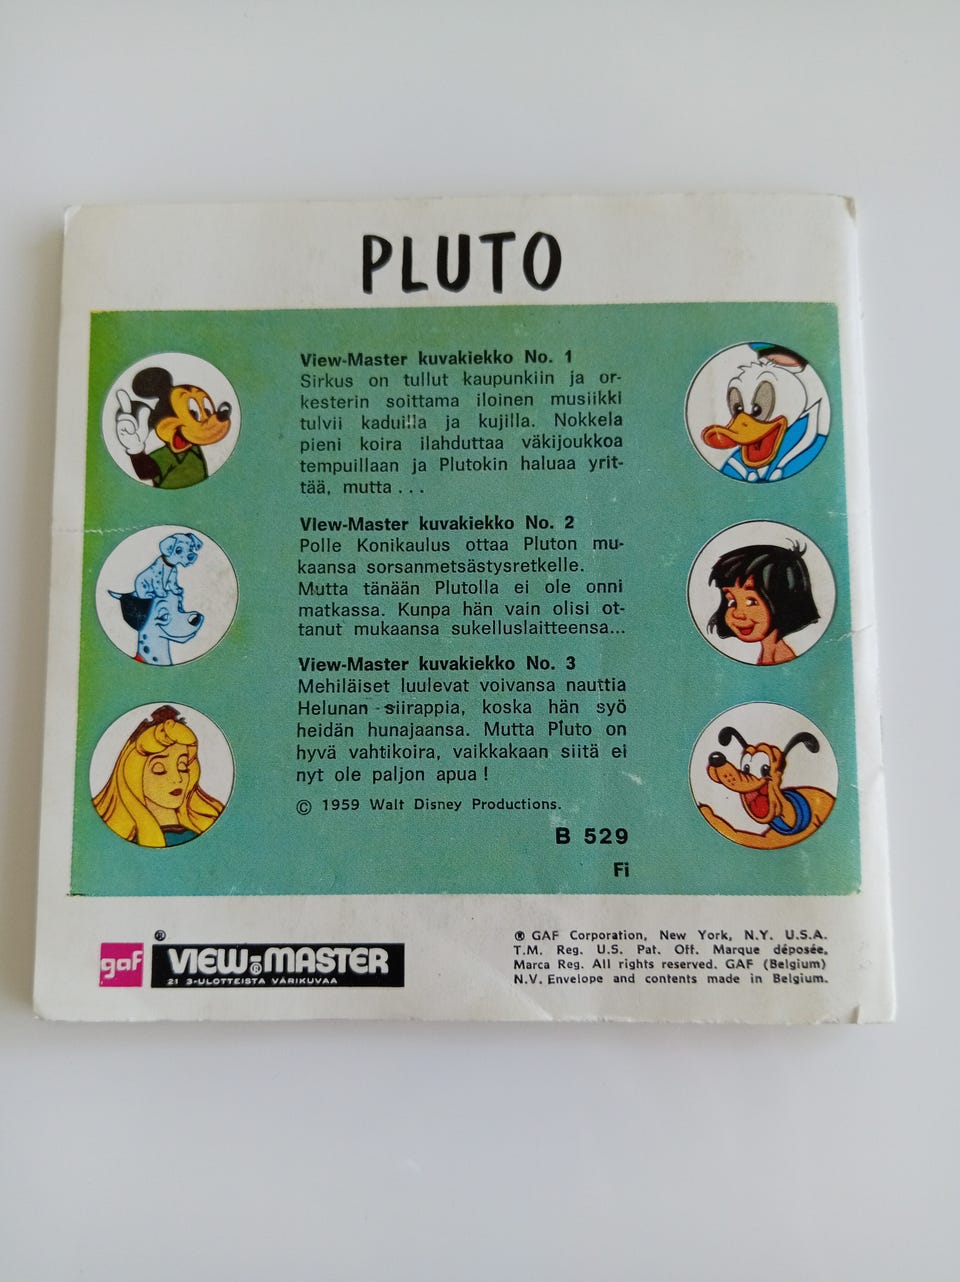 PLUTO
View-Master kuvakiekko No. 1
Sirkus on tullut kaupunkiin ja or-
kesterin soittama iloinen musiikki
tulvii kaduilla ja kujilla. Nokkela
pieni koira ilahduttaa väkijoukkoa
tempuillaan ja Plutokin haluaa yrit-
tää, mutta . . .
View-Master kuvakiekko No. 2
Polle Konikaulus ottaa Pluton mu-
kaansa sorsanmetsästysretkelle.
Mutta tänään Plutolla ei ole onni
matkassa. Kunpa hän vain olisi ot-
tanut mukaansa sukelluslaitteensa...
View-Master kuvakiekko No. 3
Mehiläiset luulevat voivansa nauttia
Helunan - siirappia, koska hän syö
heidän hunajaansa. Mutta Pluto on
hyvä vahtikoira, vaikkakaan siitä ei
nyt ole paljon apua !
© 1959 Walt Disney Productions.
B 529
Fi
gaf ® VIEW-MASTER ®
21 3-ULOTTEISTA VÄRIKUVAA
® GAF Corporation, New York, N.Y. U.S.A.
T.M. Reg. U.S. Pat. Off. Marque déposée,
Marca Reg. All rights reserved. GAF (Belgium)
N.V. Envelope and contents made in Belgium.